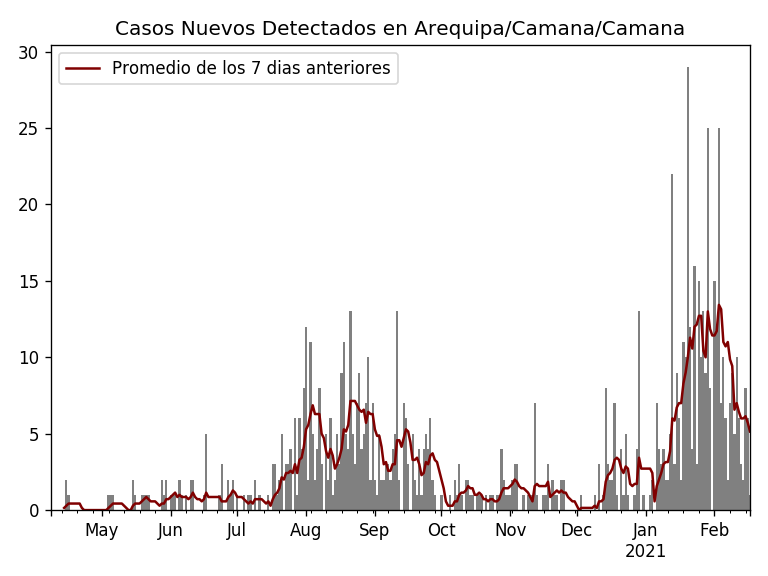 Casos Nuevos Detectados en Arequipa/Camana/Camana
Promedio de los 7 dias anteriores
30
25
20
15
10
5
0
May Jun Jul Aug Sep Oct Nov Dec Jan Feb
2021